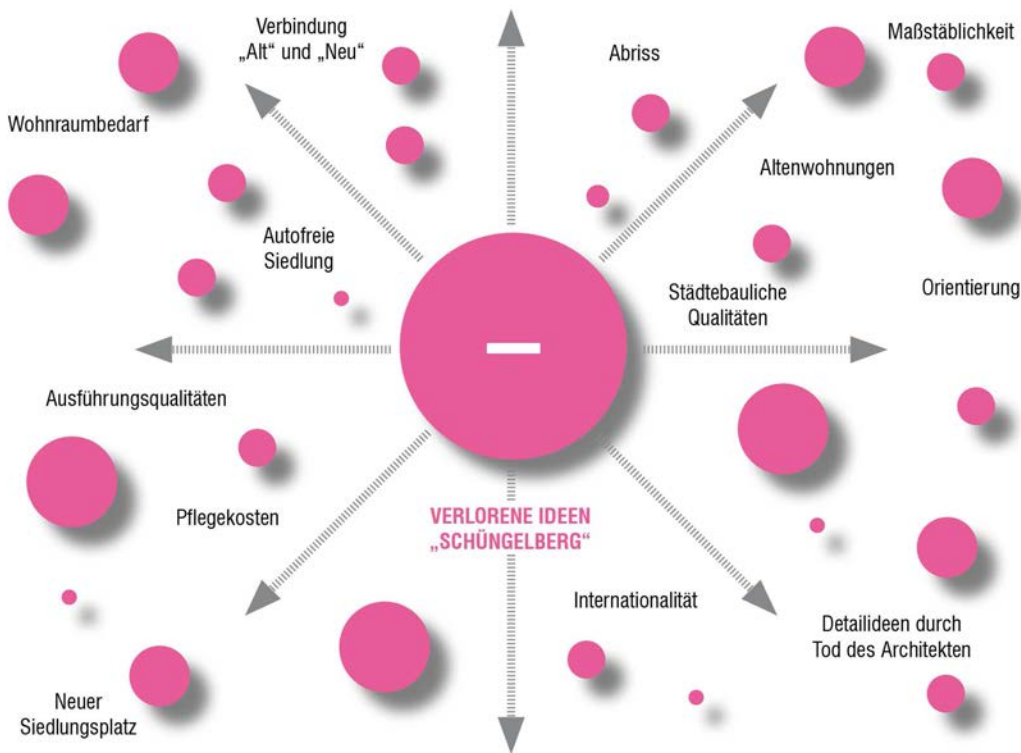 Verbindung
„Alt“ und „Neu“
Maßstäblichkeit
Abriss
Wohnraumbedarf
Altenwohnungen
Autofreie
Siedlung
Städtebauliche
Qualitäten
Orientierung
Ausführungsqualitäten
Pflegekosten
VERLORENE IDEEN
„SCHÜNGELBERG“
Internationalität
Detailideen durch
Tod des Architekten
Neuer
Siedlungsplatz